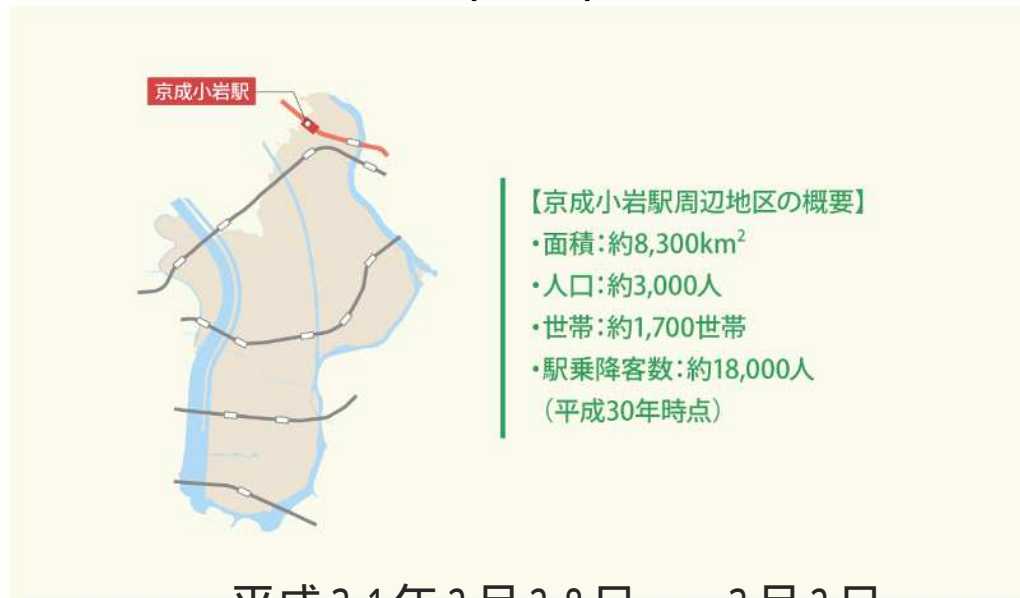 京成小岩駅
【京成小岩駅周辺地区の概要】
・面積:約8,300km²
・人口:約3,000人
・世帯:約1,700世帯
・駅乗降客数:約18,000人
(平成30年時点)